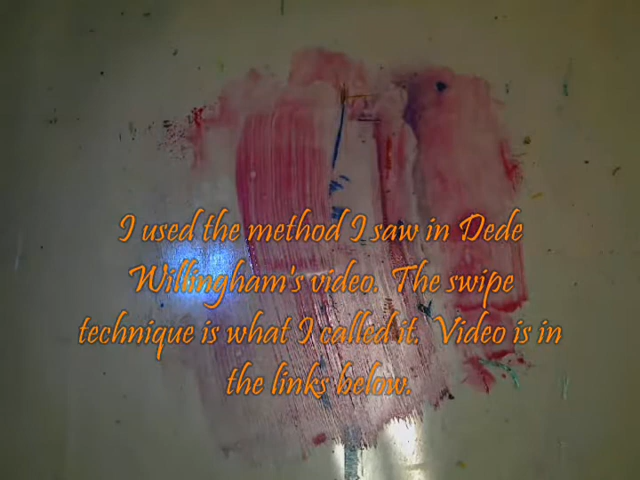 I used the method I saw in Dede
Willingham's video. The swipe
technique is what I called it. Video is in
the links below.